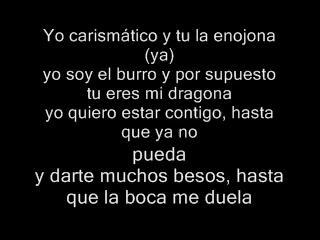 Yo carismático y tu la enojona
(ya)
yo soy el burro y por supuesto
tu eres mi dragona
yo quiero estar contigo, hasta
que ya no
pueda
y darte muchos besos, hasta
que la boca me duela